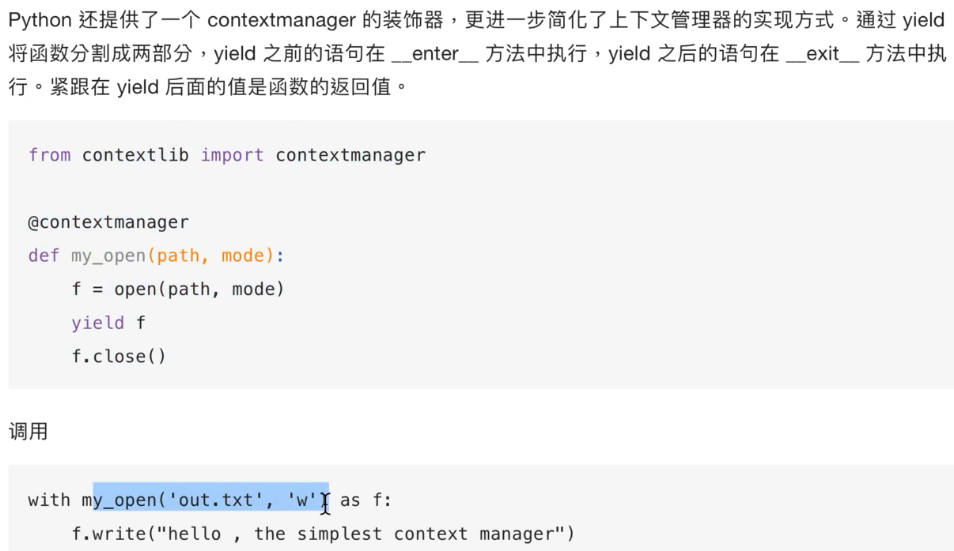 Python 还提供了一个 contextmanager 的装饰器，更进一步简化了上下文管理器的实现方式。通过 yield
将函数分割成两部分，yield 之前的语句在 __enter__ 方法中执行，yield 之后的语句在 __exit__ 方法中执
行。紧跟在 yield 后面的值是函数的返回值。
from contextlib import contextmanager
@contextmanager
def my_open(path, mode):
    f = open(path, mode)
    yield f
    f.close()
调用
with my_open('out.txt', 'w') as f:
    f.write("hello , the simplest context manager")